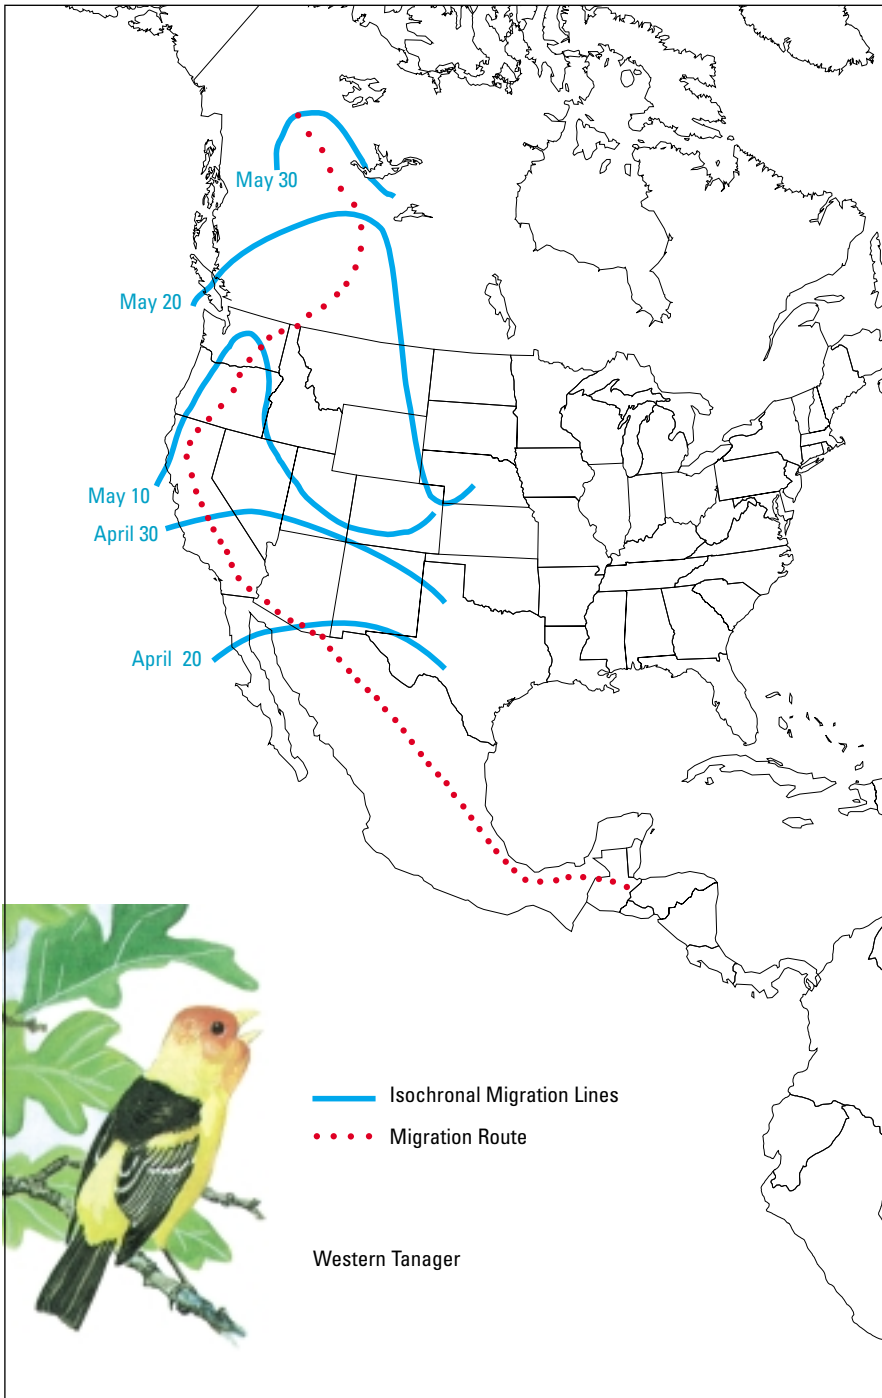 May 30
May 20
May 10
April 30
April 20
Isochronal Migration Lines
Migration Route
Western Tanager